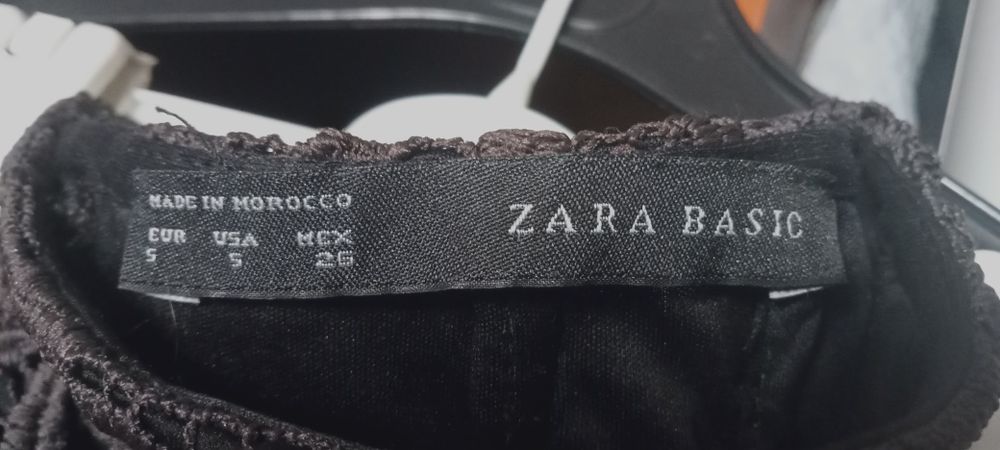 MADE IN MOROCCO
ZARA BASIC
EUR USA MEX
S S 26